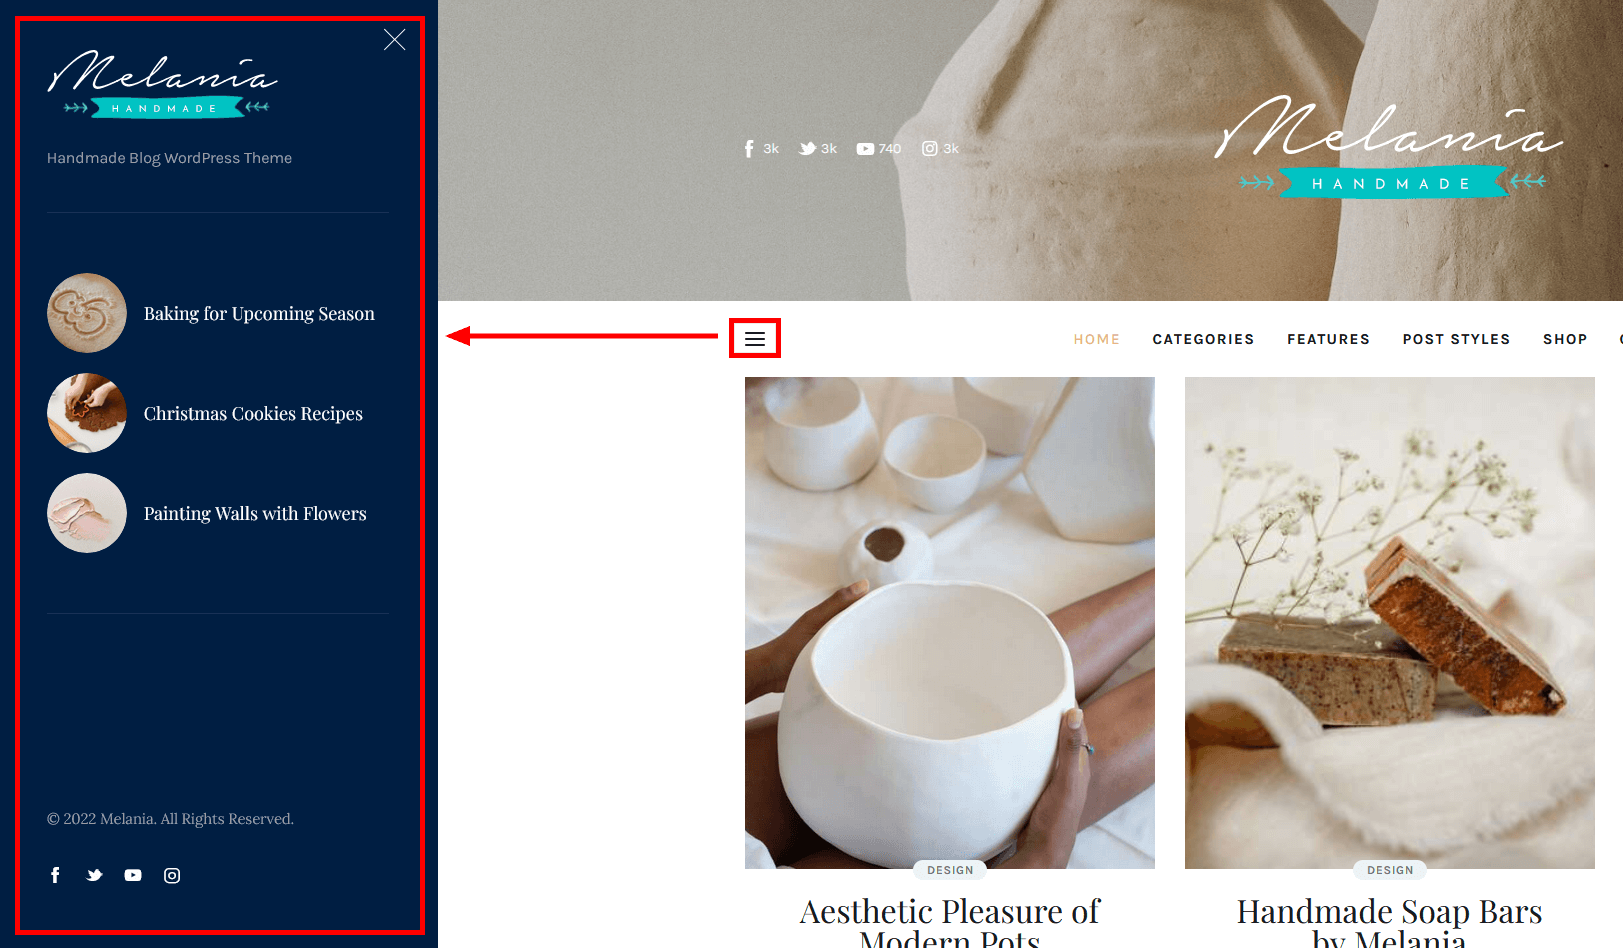 Melania
HANDMADE
Handmade Blog WordPress Theme
Baking for Upcoming Season
Christmas Cookies Recipes
Painting Walls with Flowers
© 2022 Melania. All Rights Reserved.
3k 3k 740 3k
Melania
HANDMADE
HOME CATEGORIES FEATURES POST STYLES SHOP
DESIGN
Aesthetic Pleasure of
Modern Pots
DESIGN
Handmade Soap Bars
by Melania